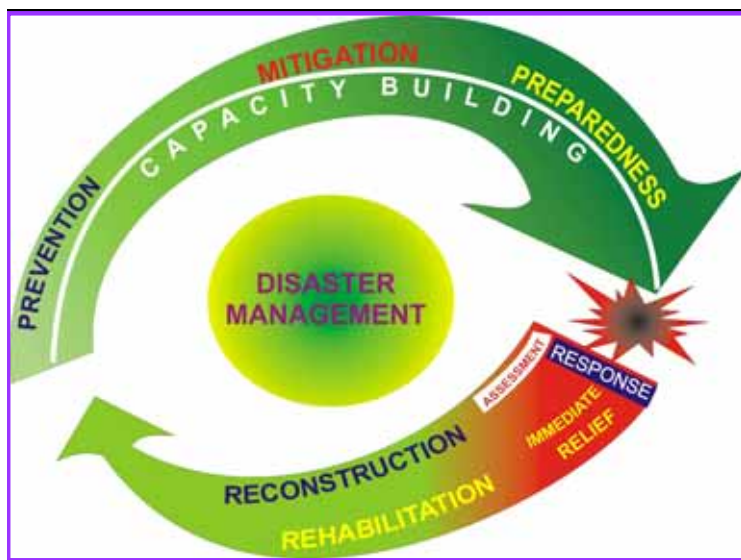 PREVENTION
MITIGATION
PREPAREDNESS
CAPACITY BUILDING
DISASTER
MANAGEMENT
RESPONSE
ASSESSMENT
IMMEDIATE
RELIEF
RECONSTRUCTION
REHABILITATION